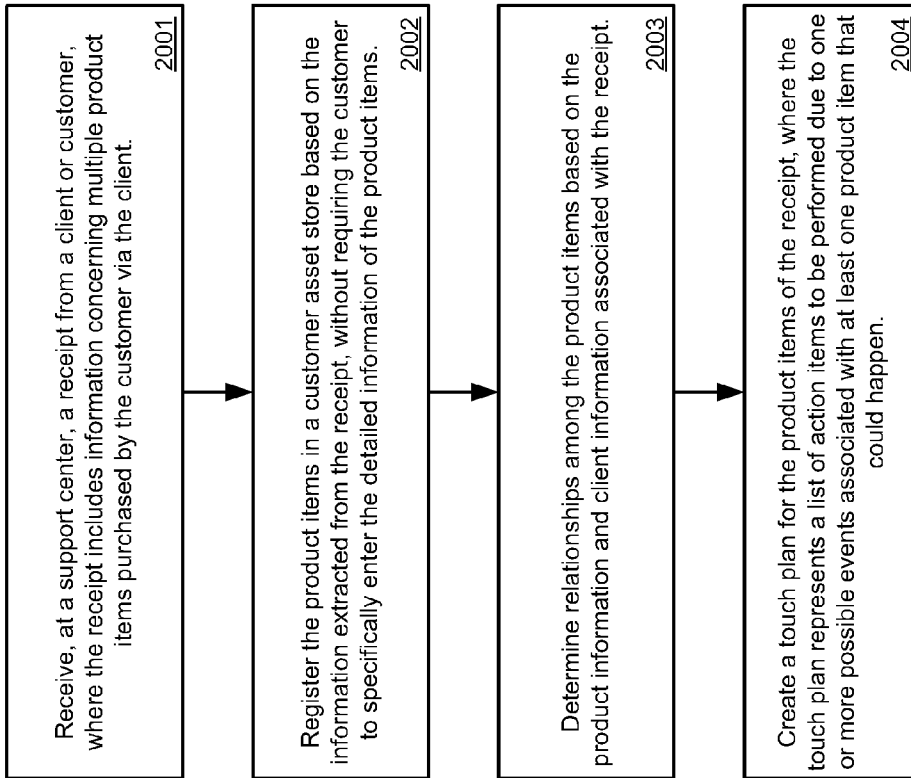 Receive, at a support center, a receipt from a client or customer,
where the receipt includes information concerning multiple product
items purchased by the customer via the client.
2001
Register the product items in a customer asset store based on the
information extracted from the receipt, without requiring the customer
to specifically enter the detailed information of the product items.
2002
Determine relationships among the product items based on the
product information and client information associated with the receipt.
2003
Create a touch plan for the product items of the receipt, where the
touch plan represents a list of action items to be performed due to one
or more possible events associated with at least one product item that
could happen.
2004